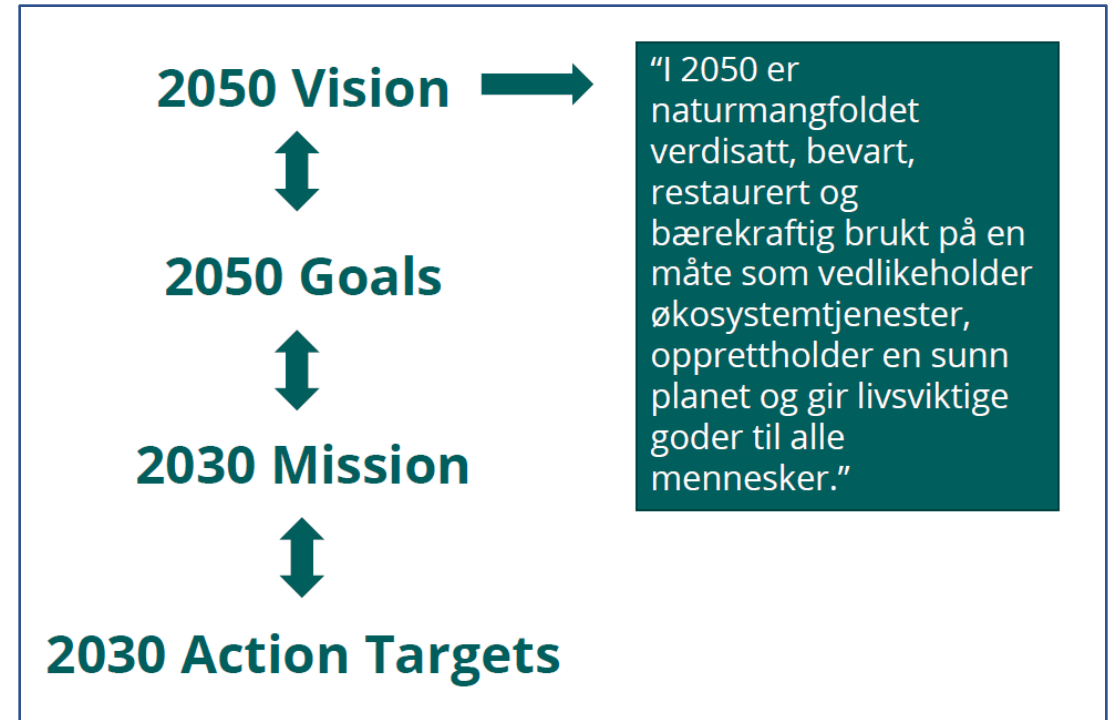 2050 Vision
“I 2050 er
naturmangfoldet
verdisatt, bevart,
restaurert og
bærekraftig brukt på en
måte som vedlikeholder
økosystemtjenester,
opprettholder en sunn
planet og gir livsviktige
goder til alle
mennesker.”
2050 Goals
2030 Mission
2030 Action Targets